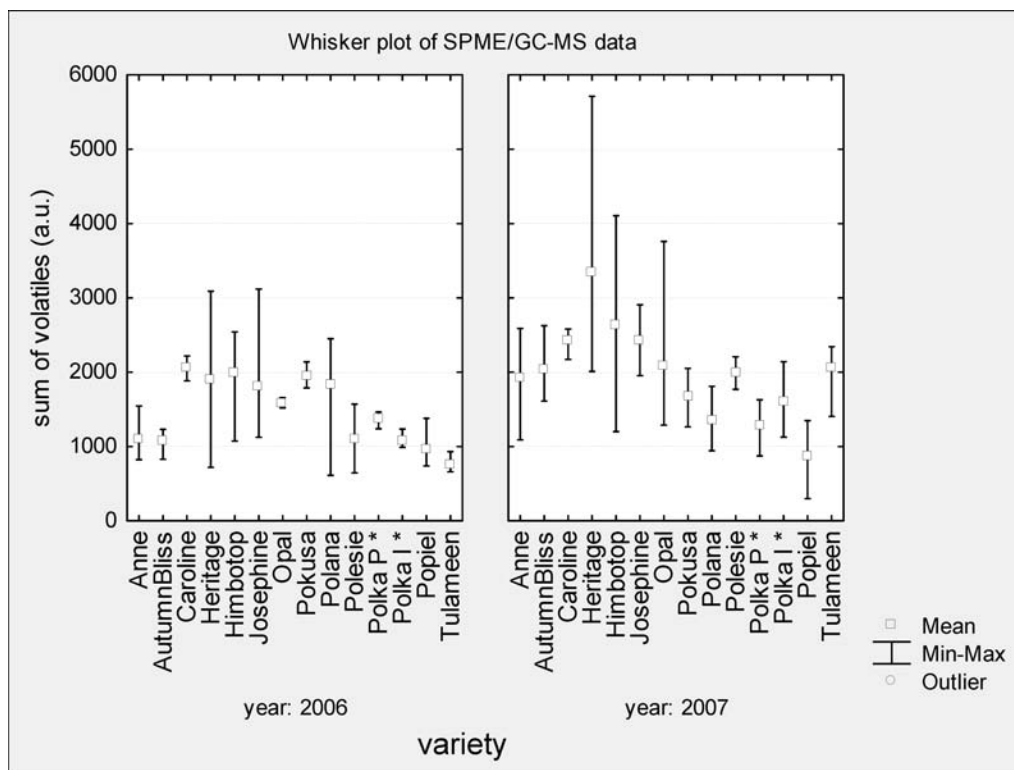 Whisker plot of SPME/GC-MS data
sum of volatiles (a.u.)
6000
5000
4000
3000
2000
1000
0
Anne
AutumnBliss
Caroline
Heritage
Himbotop
Josephine
Opal
Pokusa
Polana
Polesie
Polka P *
Polka I *
Popiel
Tulameen
year: 2006
Anne
AutumnBliss
Caroline
Heritage
Himbotop
Josephine
Opal
Pokusa
Polana
Polesie
Polka P *
Polka I *
Popiel
Tulameen
year: 2007
variety
Mean
Min-Max
Outlier